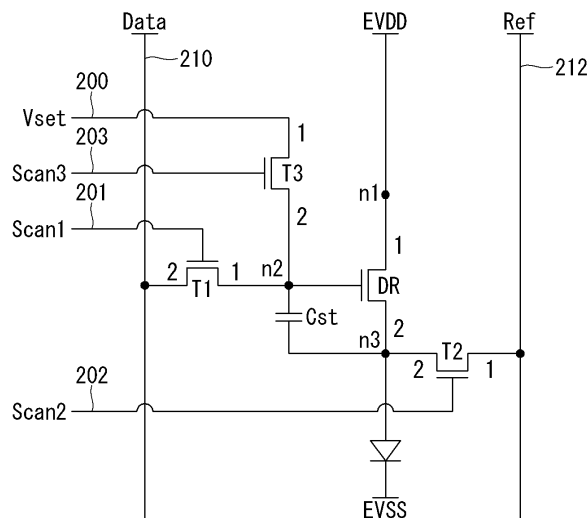 Data EVDD Ref
210 212
200
Vset
1
203
Scan3 T3
201 n1
2
Scan1 1
2 1 n2
T1 DR
Cst 2
n3 T2
2 1
202
Scan2
EVSS